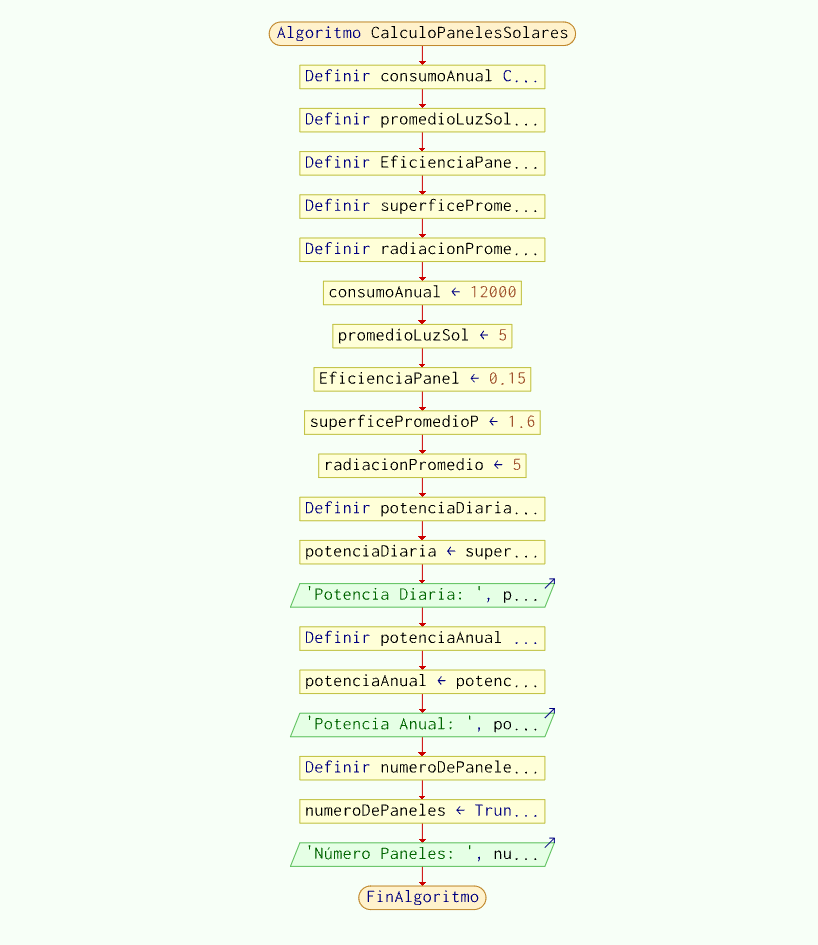 Algoritmo CalculoPanelesSolares
Definir consumoAnual C...
Definir promedioLuzSol...
Definir EficienciaPane...
Definir superficeProme...
Definir radiacionProme...
consumoAnual ← 12000
promedioLuzSol ← 5
EficienciaPanel ← 0.15
superficePromedioP ← 1.6
radiacionPromedio ← 5
Definir potenciaDiaria...
potenciaDiaria ← super...
'Potencia Diaria: ', p...
Definir potenciaAnual ...
potenciaAnual ← potenc...
'Potencia Anual: ', po...
Definir numeroDePanele...
numeroDePaneles ← Trun...
'Número Paneles: ', nu...
FinAlgoritmo